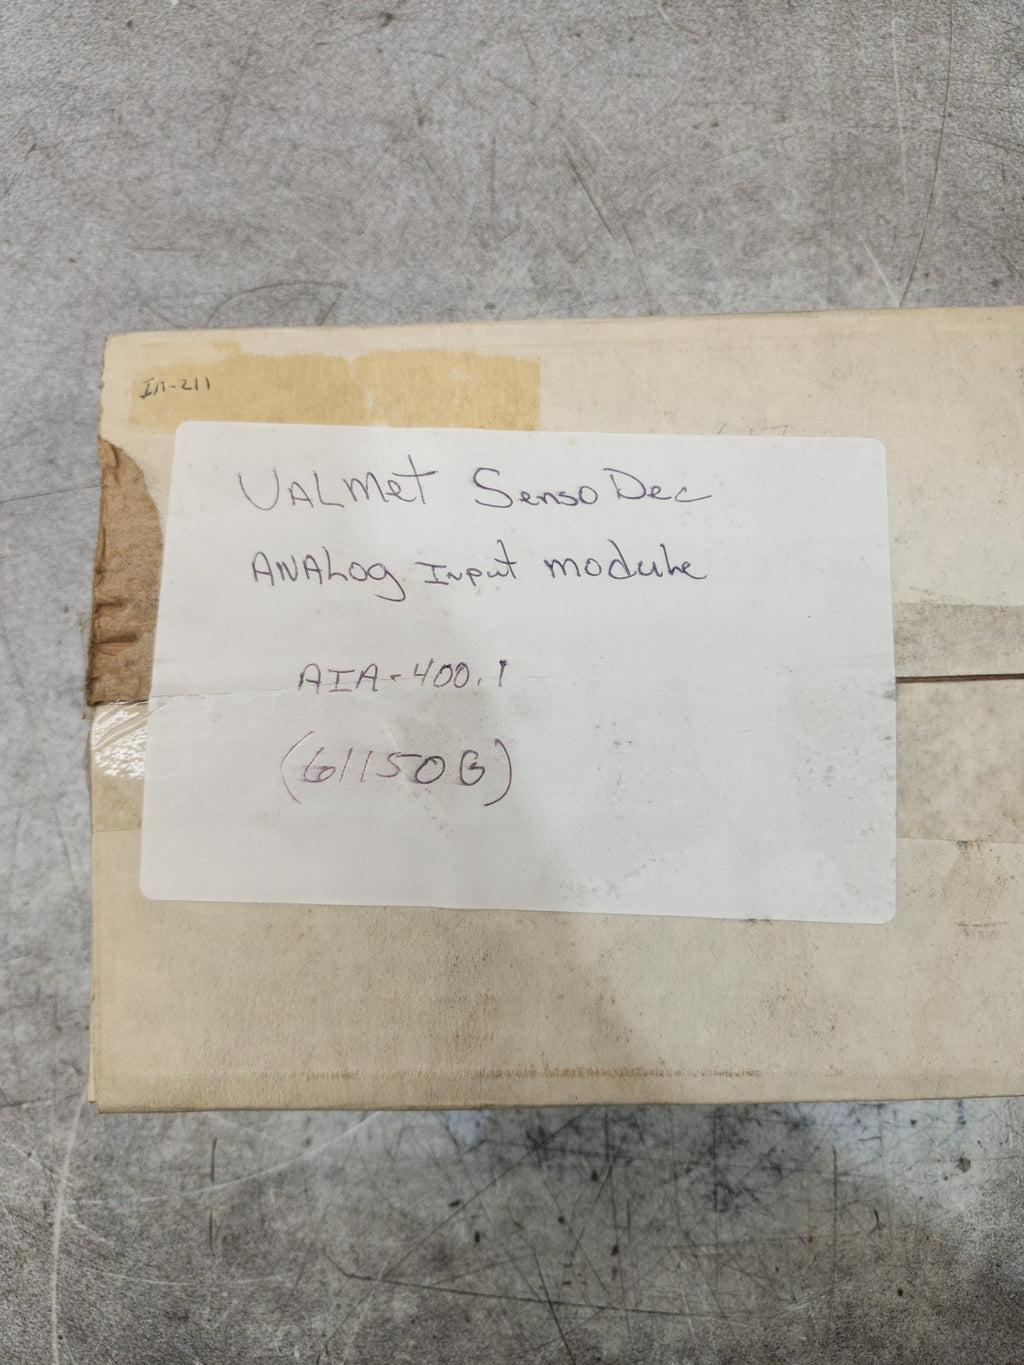 IA-211
VALMet SensoDec
ANALog Input module
AIA-400.1
(61150G)